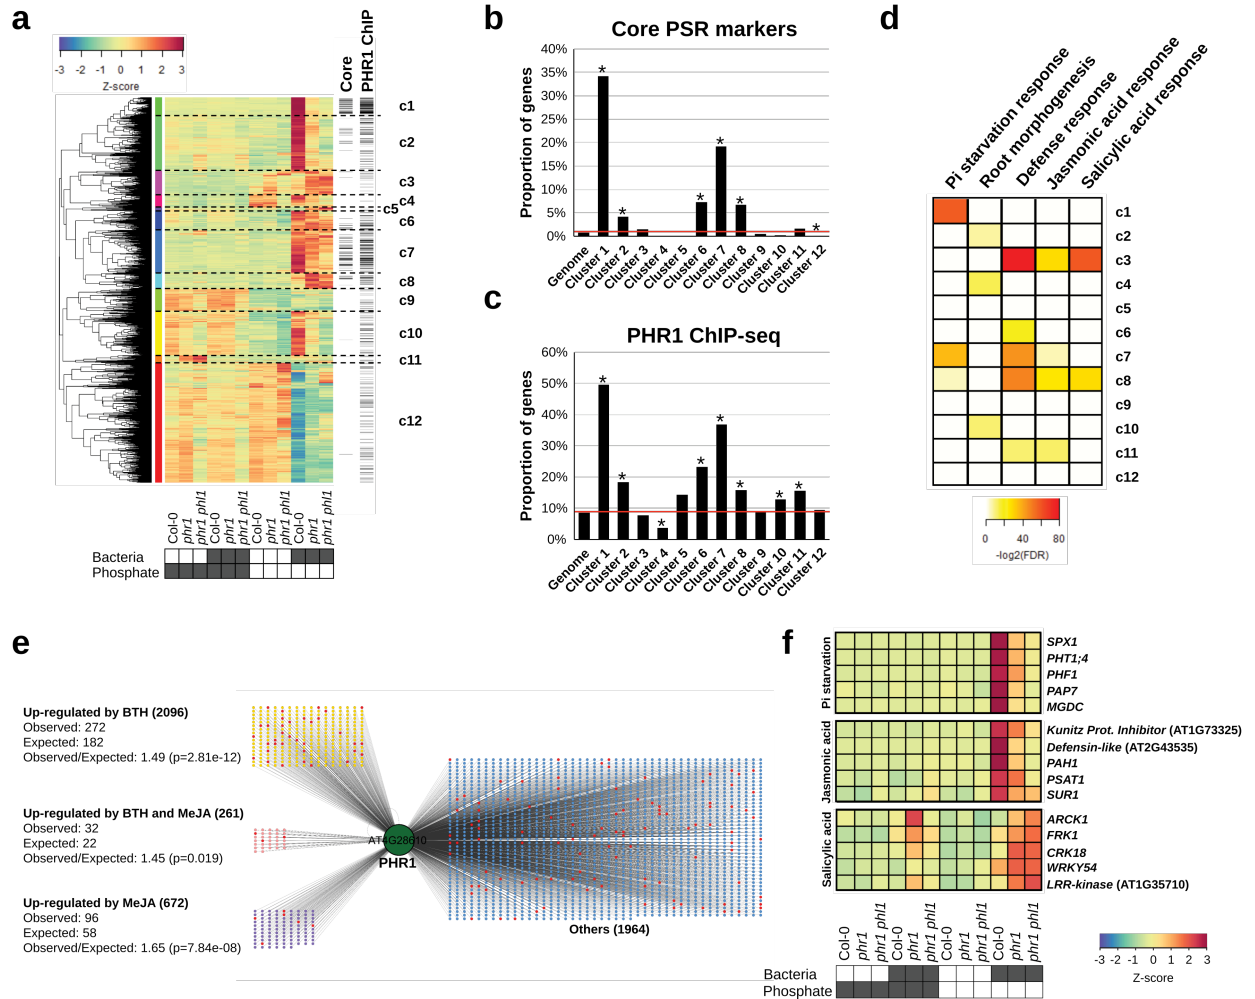 a
-3 -2 -1 0 1 2 3
Z-score
Core
PHR1 ChIP
c1
c2
c3
c4
c5
c6
c7
c8
c9
c10
c11
c12
Col-0
phr1
phr1 phl1
Col-0
phr1
phr1 phl1
Col-0
phr1
phr1 phl1
Col-0
phr1
phr1 phl1
Bacteria
Phosphate
b
Core PSR markers
Proportion of genes
40%
35%
30%
25%
20%
15%
10%
5%
0%
* * * * * *
Genome
Cluster 1
Cluster 2
Cluster 3
Cluster 4
Cluster 5
Cluster 6
Cluster 7
Cluster 8
Cluster 9
Cluster 10
Cluster 11
Cluster 12
c
PHR1 ChIP-seq
Proportion of genes
60%
50%
40%
30%
20%
10%
0%
* * * * * * * *
Genome
Cluster 1
Cluster 2
Cluster 3
Cluster 4
Cluster 5
Cluster 6
Cluster 7
Cluster 8
Cluster 9
Cluster 10
Cluster 11
Cluster 12
d
Pi starvation response
Root morphogenesis
Defense response
Jasmonic acid response
Salicylic acid response
c1
c2
c3
c4
c5
c6
c7
c8
c9
c10
c11
c12
0 40 80
-log2(FDR)
e
Up-regulated by BTH (2096)
Observed: 272
Expected: 182
Observed/Expected: 1.49 (p=2.81e-12)
Up-regulated by BTH and MeJA (261)
Observed: 32
Expected: 22
Observed/Expected: 1.45 (p=0.019)
Up-regulated by MeJA (672)
Observed: 96
Expected: 58
Observed/Expected: 1.65 (p=7.84e-08)
AT4G28610
PHR1
Others (1964)
f
Pi starvation
SPX1
PHT1;4
PHF1
PAP7
MGDC
Jasmonic acid
Kunitz Prot. Inhibitor (AT1G73325)
Defensin-like (AT2G43535)
PAH1
PSAT1
SUR1
Salicylic acid
ARCK1
FRK1
CRK18
WRKY54
LRR-kinase (AT1G35710)
Col-0
phr1
phr1 phl1
Col-0
phr1
phr1 phl1
Col-0
phr1
phr1 phl1
Col-0
phr1
phr1 phl1
Bacteria
Phosphate
-3 -2 -1 0 1 2 3
Z-score